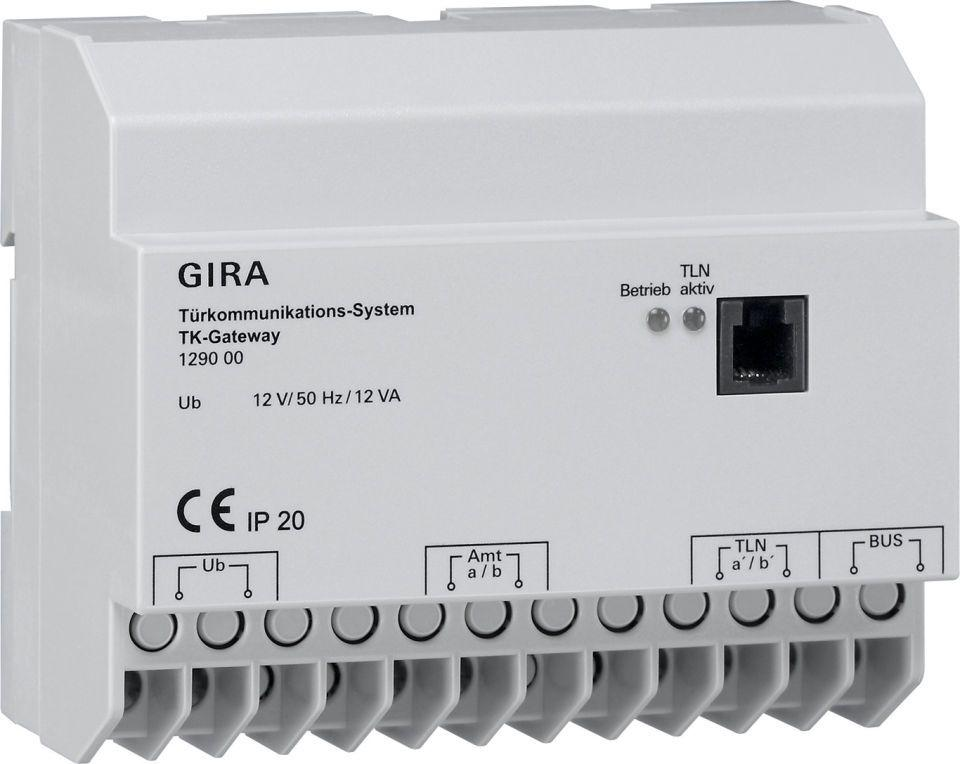 GIRA
Türkommunikations-System
TK-Gateway
1290 00
Ub 12 V/ 50 Hz / 12 VA
TLN
Betrieb aktiv
CE IP 20
Ub
Amt
a / b
TLN
a´/ b´
BUS